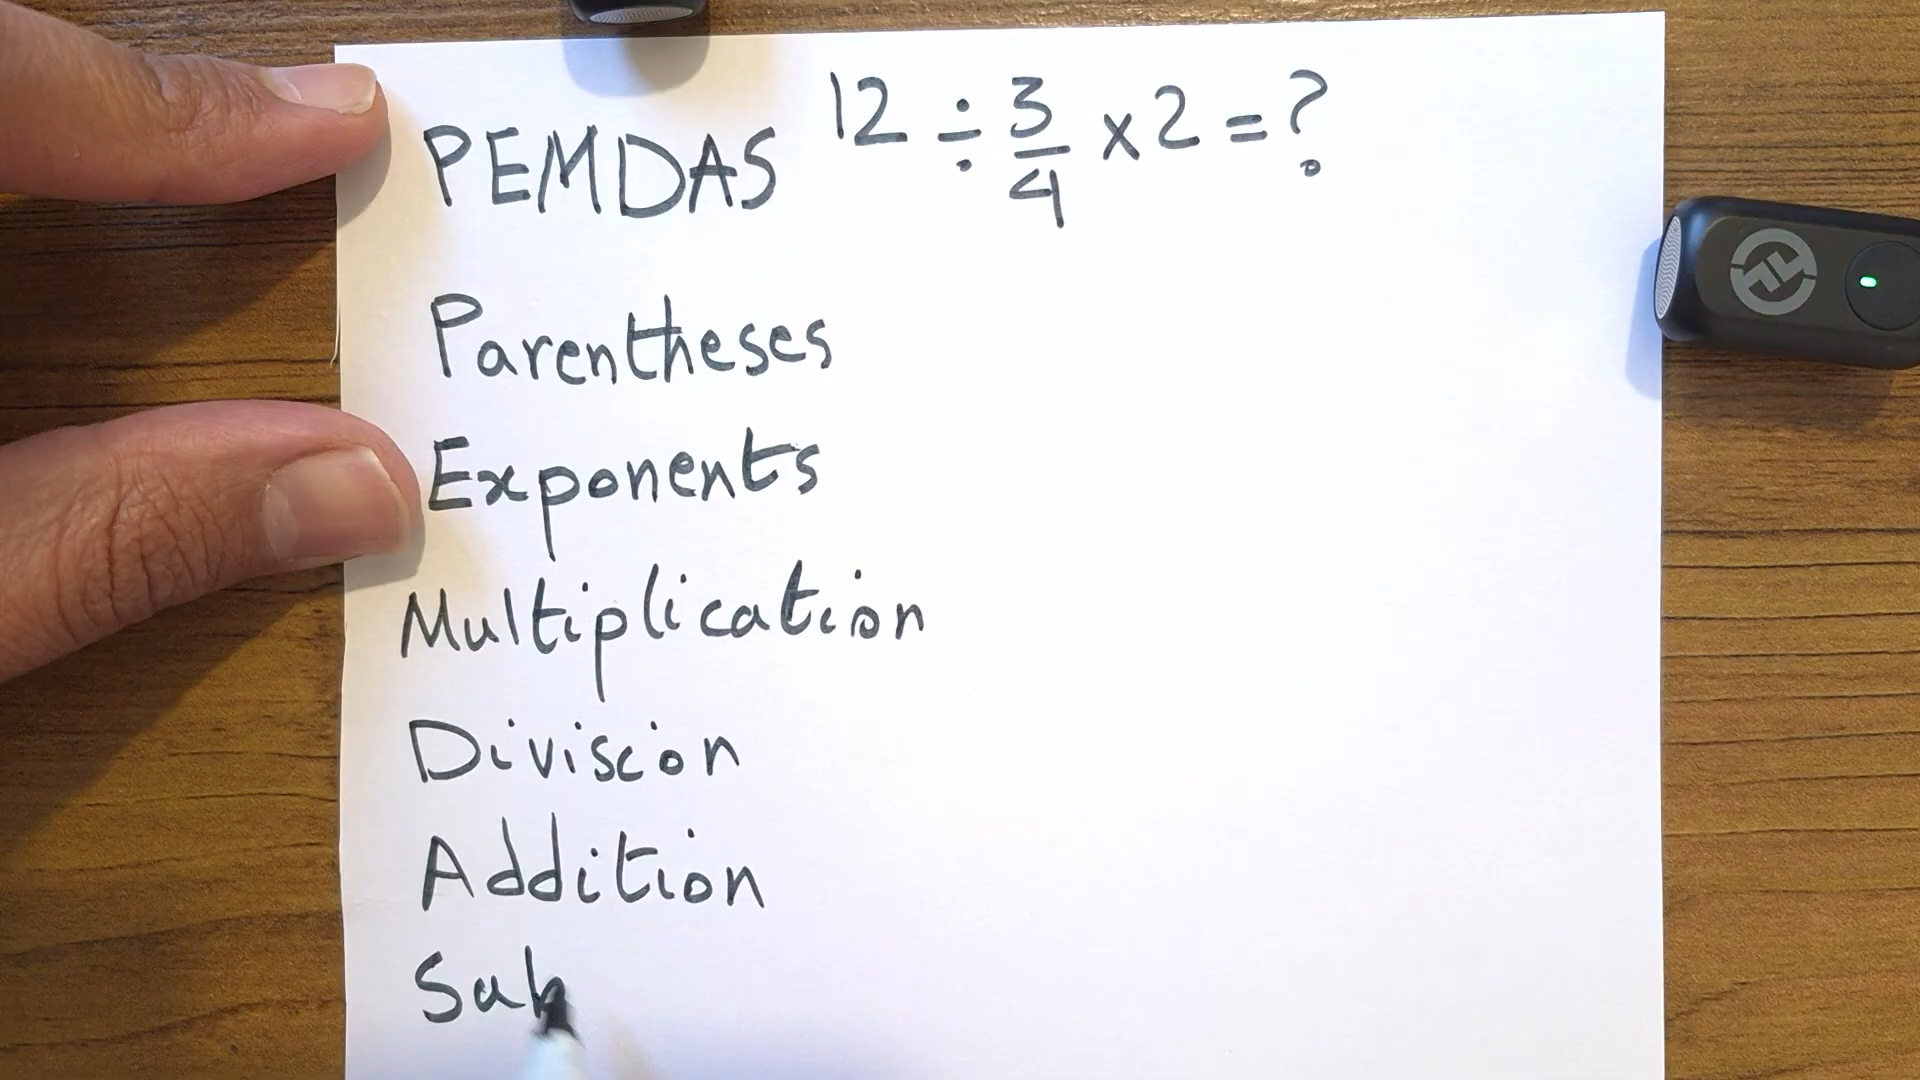 PEMDAS 12 ÷ 3/4 × 2 = ?
Parentheses
Exponents
Multiplication
Division
Addition
Sub